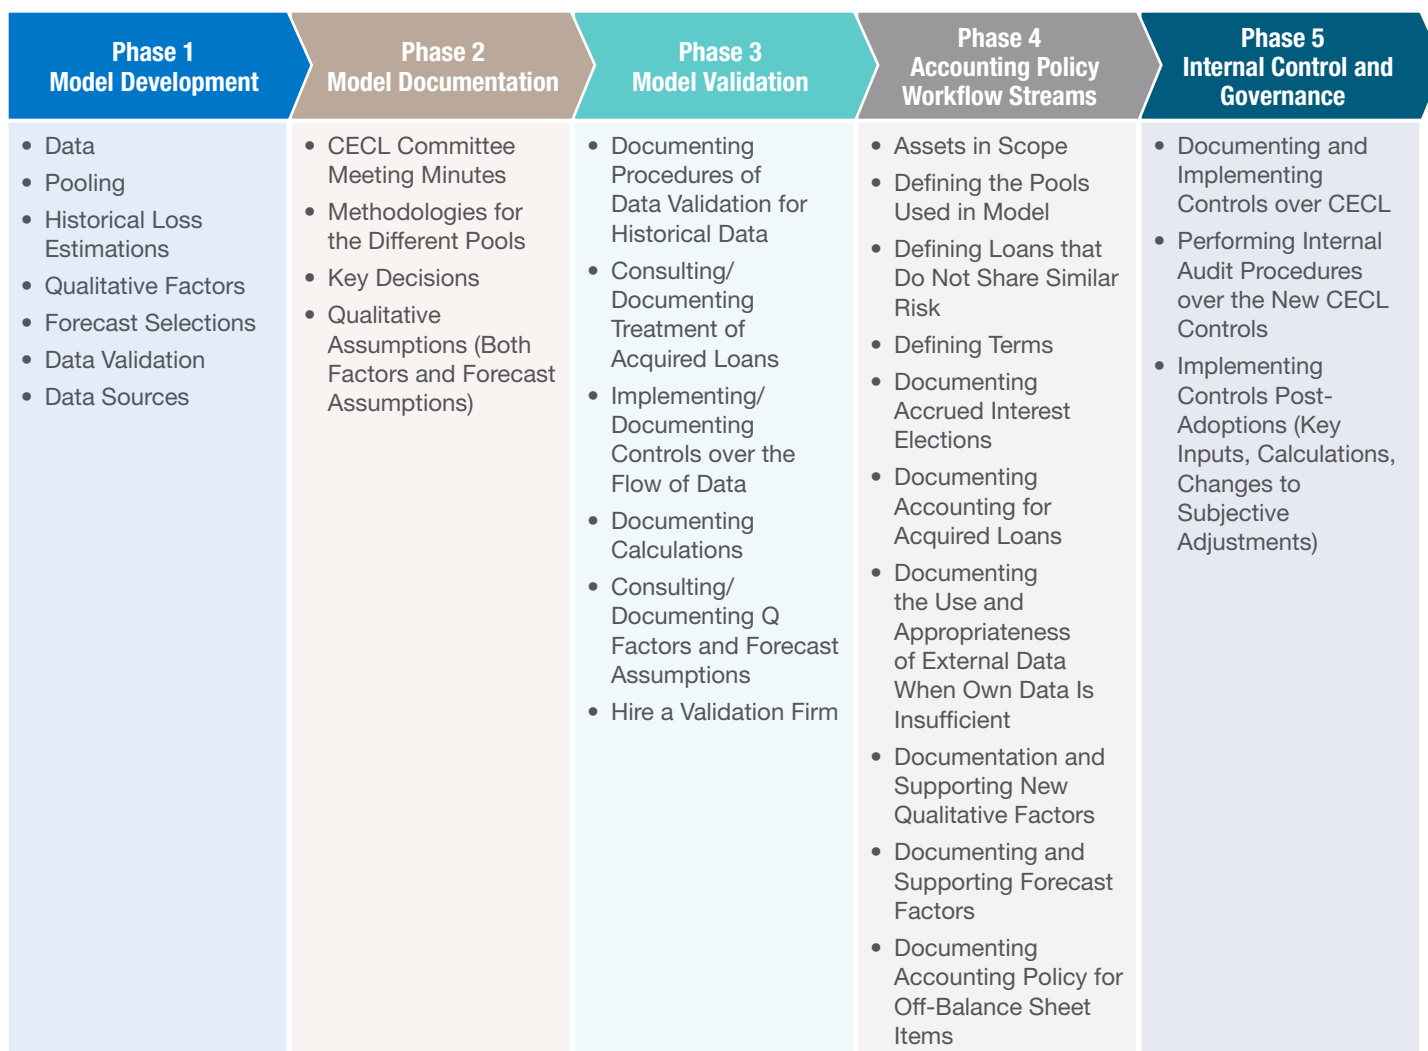 Phase 1
Model Development
• Data
• Pooling
• Historical Loss
Estimations
• Qualitative Factors
• Forecast Selections
• Data Validation
• Data Sources
Phase 2
Model Documentation
• CECL Committee
Meeting Minutes
• Methodologies for
the Different Pools
• Key Decisions
• Qualitative
Assumptions (Both
Factors and Forecast
Assumptions)
Phase 3
Model Validation
• Documenting
Procedures of
Data Validation for
Historical Data
• Consulting/
Documenting
Treatment of
Acquired Loans
• Implementing/
Documenting
Controls over the
Flow of Data
• Documenting
Calculations
• Consulting/
Documenting Q
Factors and Forecast
Assumptions
• Hire a Validation Firm
Phase 4
Accounting Policy
Workflow Streams
• Assets in Scope
• Defining the Pools
Used in Model
• Defining Loans that
Do Not Share Similar
Risk
• Defining Terms
• Documenting
Accrued Interest
Elections
• Documenting
Accounting for
Acquired Loans
• Documenting
the Use and
Appropriateness
of External Data
When Own Data Is
Insufficient
• Documentation and
Supporting New
Qualitative Factors
• Documenting and
Supporting Forecast
Factors
• Documenting
Accounting Policy for
Off-Balance Sheet
Items
Phase 5
Internal Control and
Governance
• Documenting and
Implementing
Controls over CECL
• Performing Internal
Audit Procedures
over the New CECL
Controls
• Implementing
Controls Post-
Adoptions (Key
Inputs, Calculations,
Changes to
Subjective
Adjustments)